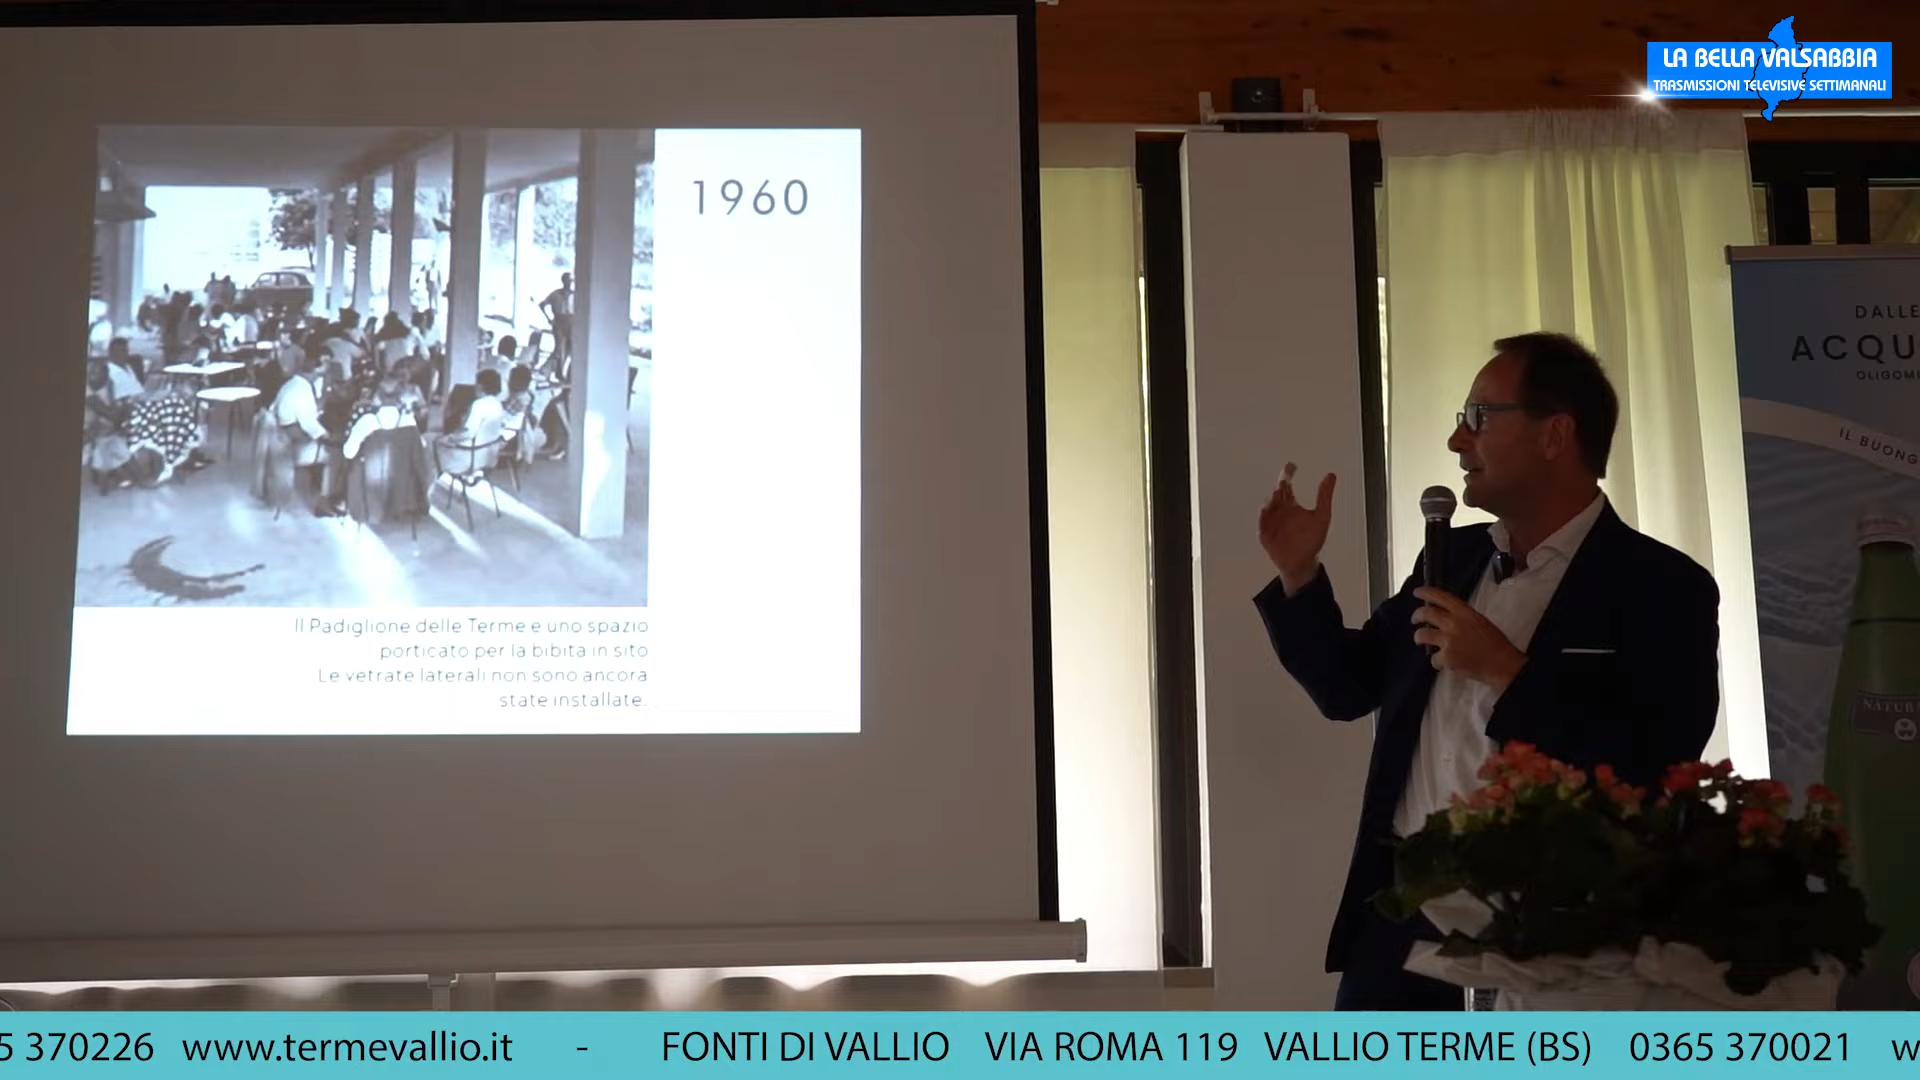 LA BELLA VALSABBIA
TRASMISSIONI TELEVISIVE SETTIMANALI
1960
Il Padiglione delle Terme e uno spazio
porticato per la bibita in sito
Le vetrate laterali non sono ancora
state installate.
DALLE
ACQU
OLIGOM
IL BUONG
NATUR
5 370226 www.termevallio.it - FONTI DI VALLIO VIA ROMA 119 VALLIO TERME (BS) 0365 370021 w